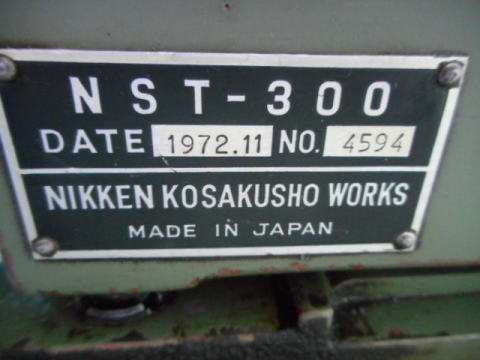 NST-300
DATE 1972.11 NO. 4594
NIKKEN KOSAKUSHO WORKS
MADE IN JAPAN